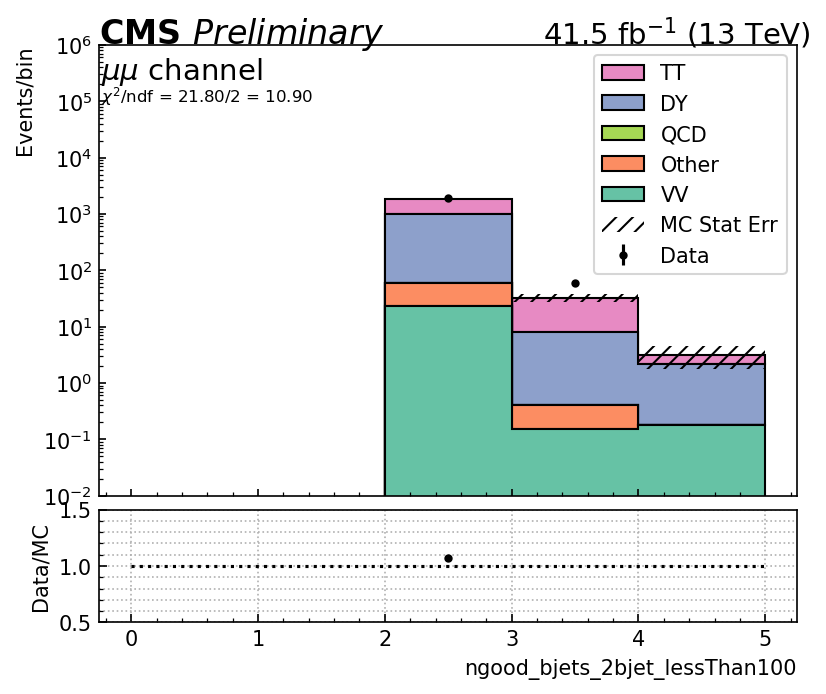 CMS Preliminary 41.5 fb⁻¹ (13 TeV)
μμ channel
χ²/ndf = 21.80/2 = 10.90
Events/bin
10⁶
10⁵
10⁴
10³
10²
10¹
10⁰
10⁻¹
10⁻²
TT
DY
QCD
Other
VV
MC Stat Err
Data
Data/MC
1.5
1.0
0.5
0 1 2 3 4 5
ngood_bjets_2bjet_lessThan100